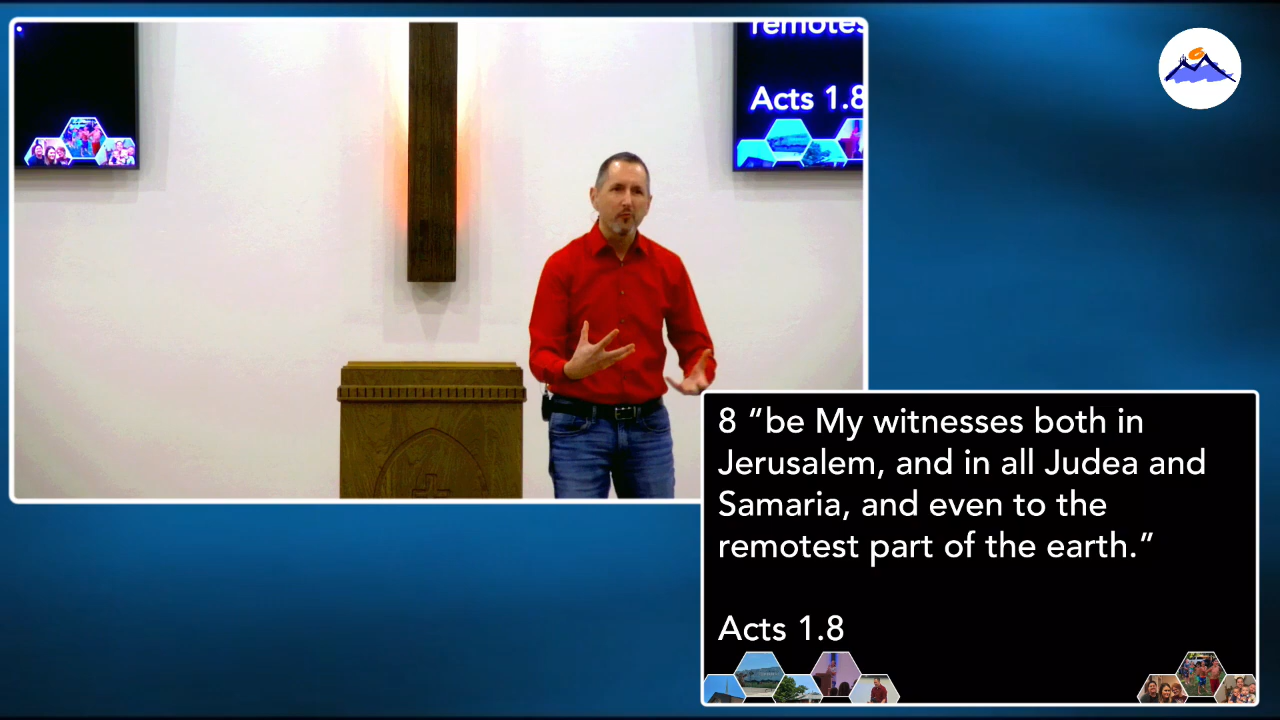 remotes
Acts 1.8
8 “be My witnesses both in
Jerusalem, and in all Judea and
Samaria, and even to the
remotest part of the earth.”
Acts 1.8